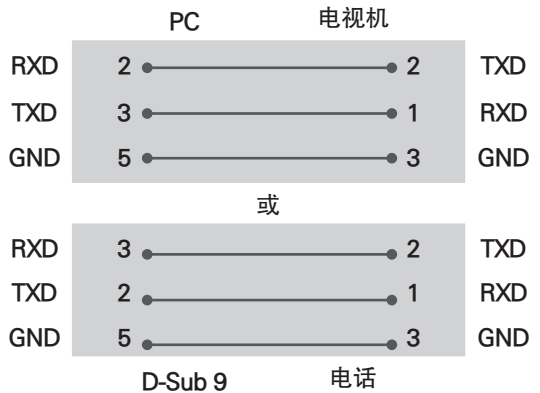 PC 电视机
RXD 2 2 TXD
TXD 3 1 RXD
GND 5 3 GND
或
RXD 3 2 TXD
TXD 2 1 RXD
GND 5 3 GND
D-Sub 9 电话